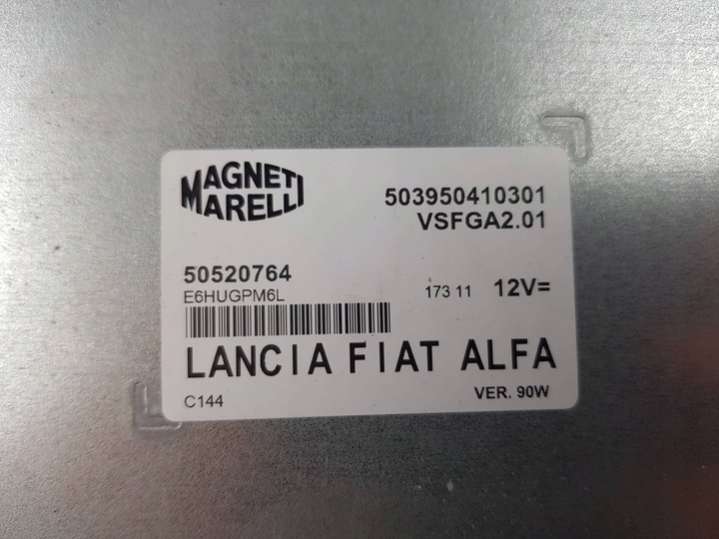 MAGNETI
MARELLI
503950410301
VSFGA2.01
50520764
E6HUGPM6L
173 11 12V=
LANCIA FIAT ALFA
C144 VER. 90W